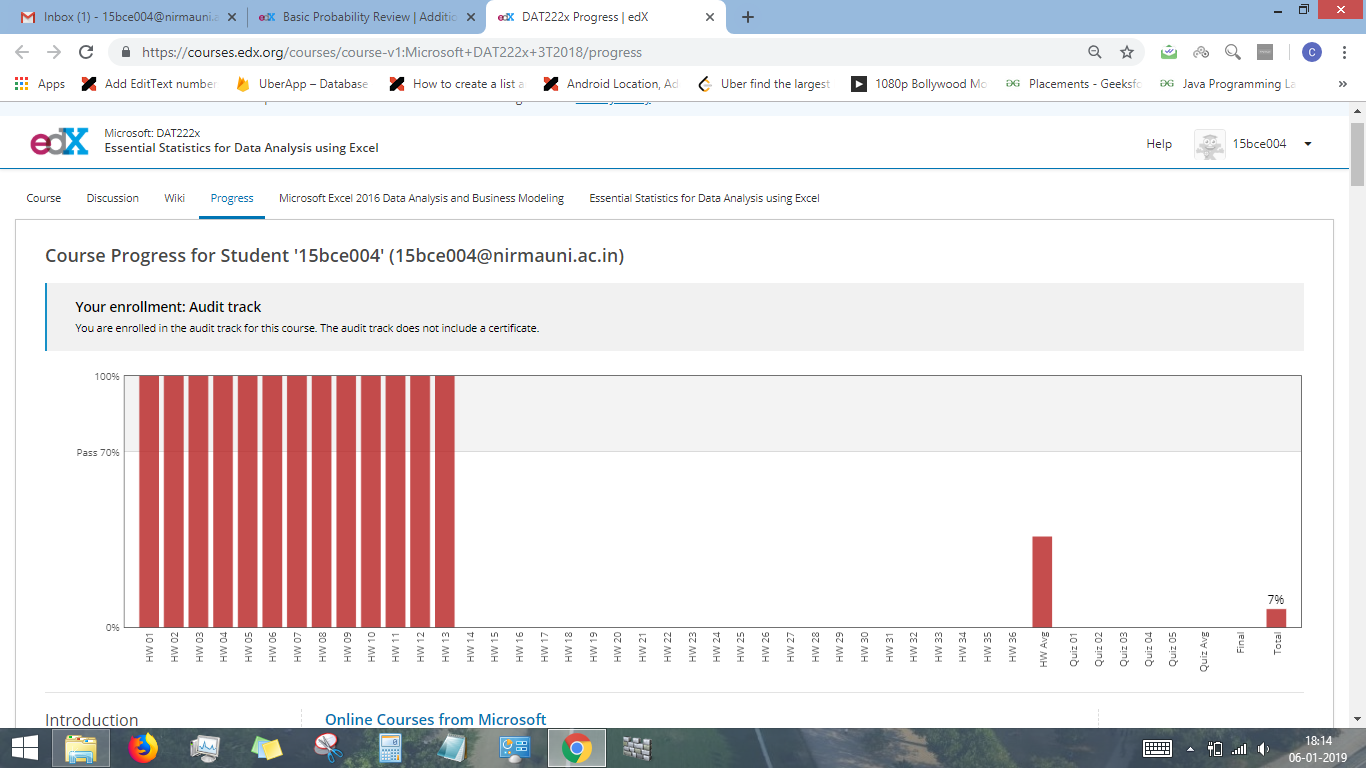 Inbox (1) - 15bce004@nirmauni.a
Basic Probability Review | Additio
DAT222x Progress | edX
https://courses.edx.org/courses/course-v1:Microsoft+DAT222x+3T2018/progress
C
Apps
Add EditText number
UberApp – Database
How to create a list a
Android Location, Ad
Uber find the largest
1080p Bollywood Mo
Placements - Geeksfo
Java Programming La
edX
Microsoft: DAT222x
Essential Statistics for Data Analysis using Excel
Help
15bce004
Course
Discussion
Wiki
Progress
Microsoft Excel 2016 Data Analysis and Business Modeling
Essential Statistics for Data Analysis using Excel
Course Progress for Student '15bce004' (15bce004@nirmauni.ac.in)
Your enrollment: Audit track
You are enrolled in the audit track for this course. The audit track does not include a certificate.
100%
Pass 70%
0%
7%
HW 01
HW 02
HW 03
HW 04
HW 05
HW 06
HW 07
HW 08
HW 09
HW 10
HW 11
HW 12
HW 13
HW 14
HW 15
HW 16
HW 17
HW 18
HW 19
HW 20
HW 21
HW 22
HW 23
HW 24
HW 25
HW 26
HW 27
HW 28
HW 29
HW 30
HW 31
HW 32
HW 33
HW 34
HW 35
HW 36
HW Avg
Quiz 01
Quiz 02
Quiz 03
Quiz 04
Quiz 05
Quiz Avg
Final
Total
Introduction
Online Courses from Microsoft
18:14
06-01-2019